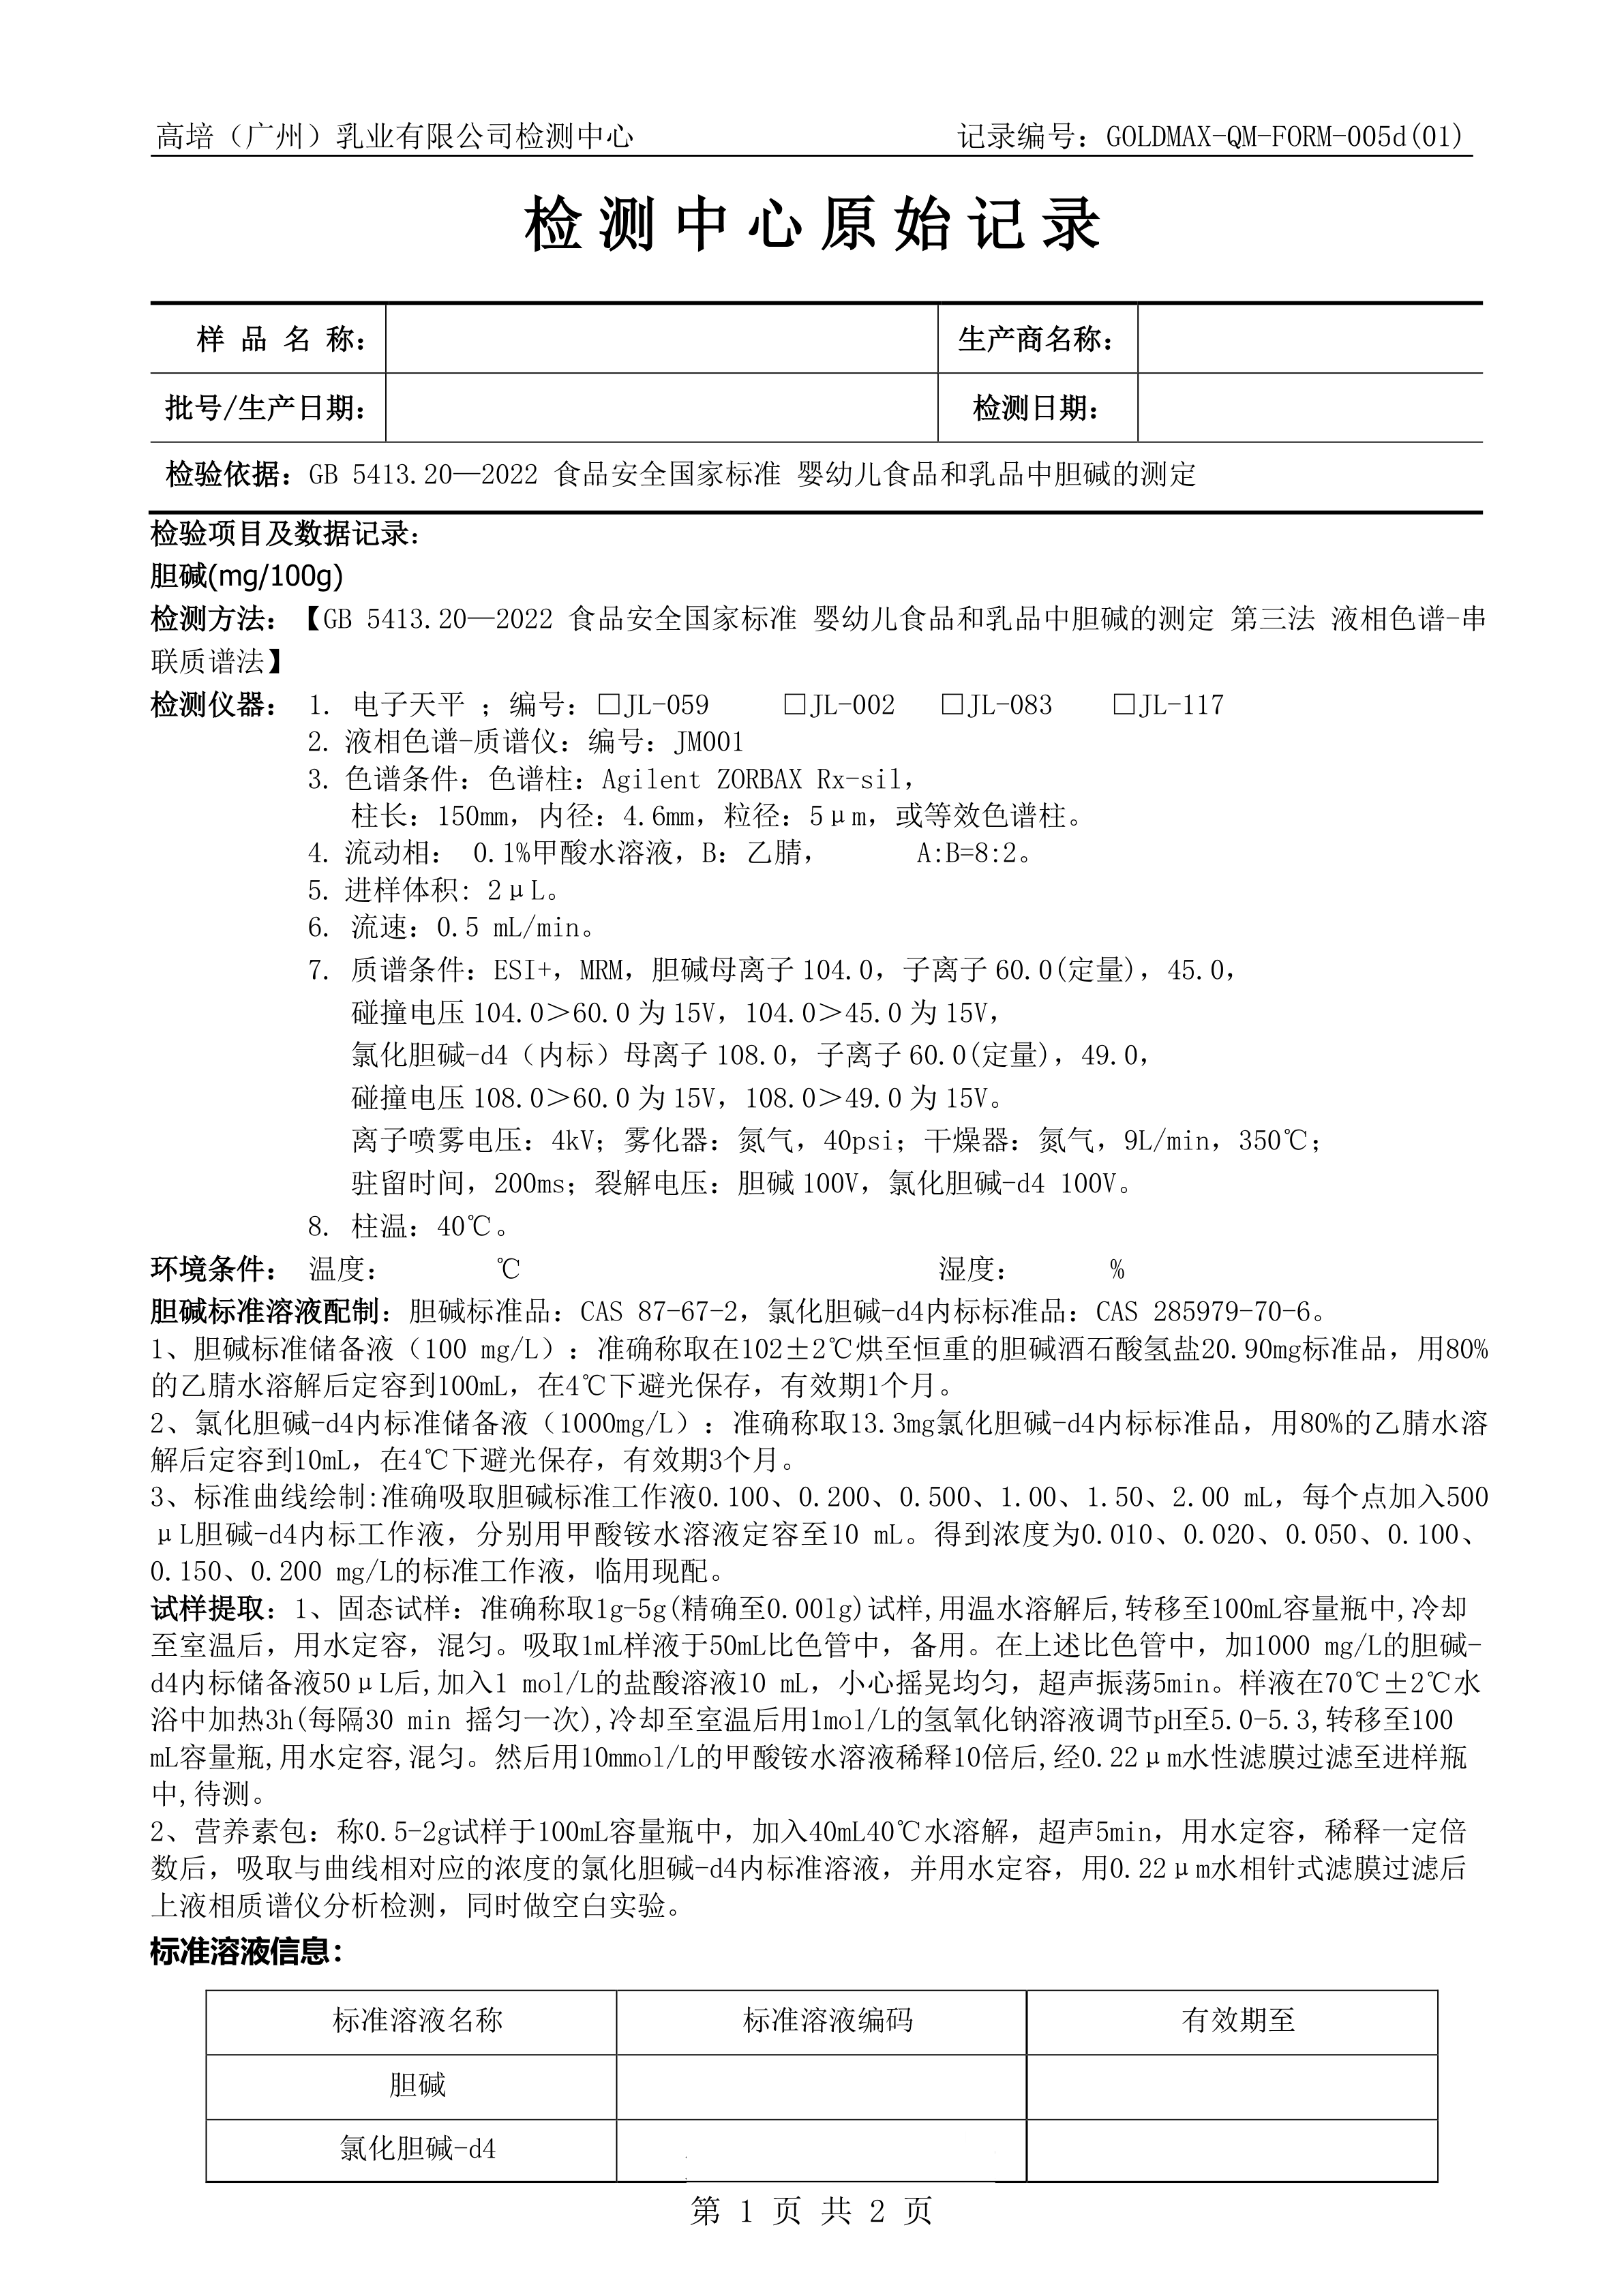 高培（广州）乳业有限公司检测中心 记录编号：GOLDMAX-QM-FORM-005d(01)
检测中心原始记录
样品名称： 生产商名称：
批号/生产日期： 检测日期：
检验依据：GB 5413.20—2022 食品安全国家标准 婴幼儿食品和乳品中胆碱的测定
检验项目及数据记录：
胆碱(mg/100g)
检测方法：【GB 5413.20—2022 食品安全国家标准 婴幼儿食品和乳品中胆碱的测定 第三法 液相色谱-串
联质谱法】
检测仪器： 1. 电子天平 ；编号：□JL-059 □JL-002 □JL-083 □JL-117
2. 液相色谱-质谱仪：编号：JM001
3. 色谱条件：色谱柱：Agilent ZORBAX Rx-sil，
柱长：150mm，内径：4.6mm，粒径：5μm，或等效色谱柱。
4. 流动相： 0.1%甲酸水溶液，B：乙腈， A:B=8:2。
5. 进样体积: 2μL。
6. 流速：0.5 mL/min。
7. 质谱条件：ESI+，MRM，胆碱母离子 104.0，子离子 60.0(定量)，45.0，
碰撞电压 104.0＞60.0 为 15V，104.0＞45.0 为 15V，
氯化胆碱-d4（内标）母离子 108.0，子离子 60.0(定量)，49.0，
碰撞电压 108.0＞60.0 为 15V，108.0＞49.0 为 15V。
离子喷雾电压：4kV；雾化器：氮气，40psi；干燥器：氮气，9L/min，350℃；
驻留时间，200ms；裂解电压：胆碱 100V，氯化胆碱-d4 100V。
8. 柱温：40℃。
环境条件： 温度： ℃ 湿度： %
胆碱标准溶液配制：胆碱标准品：CAS 87-67-2，氯化胆碱-d4内标标准品：CAS 285979-70-6。
1、胆碱标准储备液（100 mg/L）：准确称取在102±2℃烘至恒重的胆碱酒石酸氢盐20.90mg标准品，用80%
的乙腈水溶解后定容到100mL，在4℃下避光保存，有效期1个月。
2、氯化胆碱-d4内标准储备液（1000mg/L）：准确称取13.3mg氯化胆碱-d4内标标准品，用80%的乙腈水溶
解后定容到10mL，在4℃下避光保存，有效期3个月。
3、标准曲线绘制:准确吸取胆碱标准工作液0.100、0.200、0.500、1.00、1.50、2.00 mL，每个点加入500
μL胆碱-d4内标工作液，分别用甲酸铵水溶液定容至10 mL。得到浓度为0.010、0.020、0.050、0.100、
0.150、0.200 mg/L的标准工作液，临用现配。
试样提取：1、固态试样：准确称取1g-5g(精确至0.001g)试样,用温水溶解后,转移至100mL容量瓶中,冷却
至室温后，用水定容，混匀。吸取1mL样液于50mL比色管中，备用。在上述比色管中，加1000 mg/L的胆碱-
d4内标储备液50μL后,加入1 mol/L的盐酸溶液10 mL，小心摇晃均匀，超声振荡5min。样液在70℃±2℃水
浴中加热3h(每隔30 min 摇匀一次),冷却至室温后用1mol/L的氢氧化钠溶液调节pH至5.0-5.3,转移至100
mL容量瓶,用水定容,混匀。然后用10mmol/L的甲酸铵水溶液稀释10倍后,经0.22μm水性滤膜过滤至进样瓶
中,待测。
2、营养素包：称0.5-2g试样于100mL容量瓶中，加入40mL40℃水溶解，超声5min，用水定容，稀释一定倍
数后，吸取与曲线相对应的浓度的氯化胆碱-d4内标准溶液，并用水定容，用0.22μm水相针式滤膜过滤后
上液相质谱仪分析检测，同时做空白实验。
标准溶液信息：
标准溶液名称 标准溶液编码 有效期至
胆碱
氯化胆碱-d4
第 1 页 共 2 页